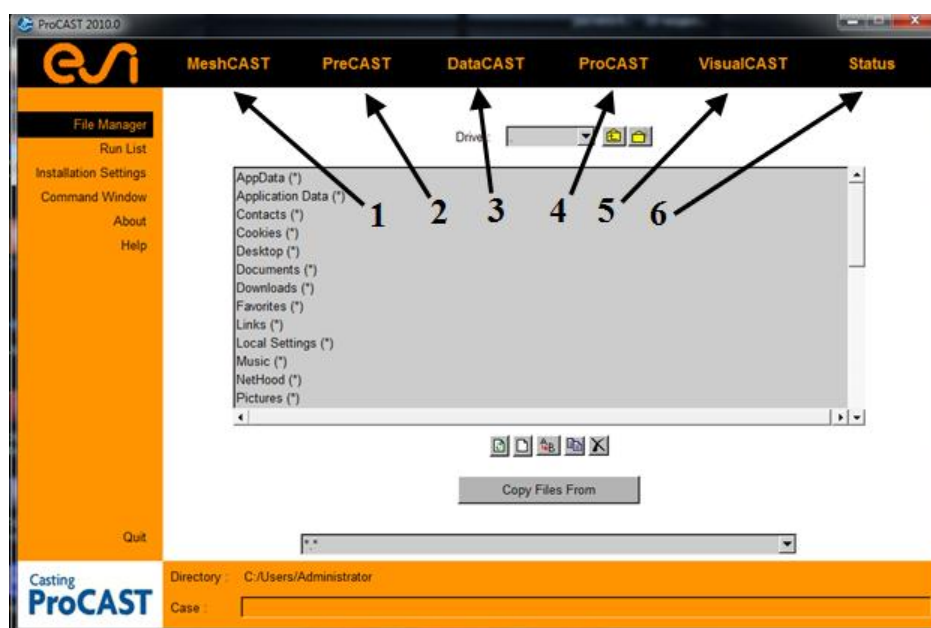 ProCAST 2010.0
esi
MeshCAST PreCAST DataCAST ProCAST VisualCAST Status
File Manager
Run List
Installation Settings
Command Window
About
Help
Quit
Drive : .
AppData (*)
Application Data (*)
Contacts (*)
Cookies (*)
Desktop (*)
Documents (*)
Downloads (*)
Favorites (*)
Links (*)
Local Settings (*)
Music (*)
NetHood (*)
Pictures (*)
1 2 3 4 5 6
Copy Files From
*.*
Casting
ProCAST
Directory : C:/Users/Administrator
Case :